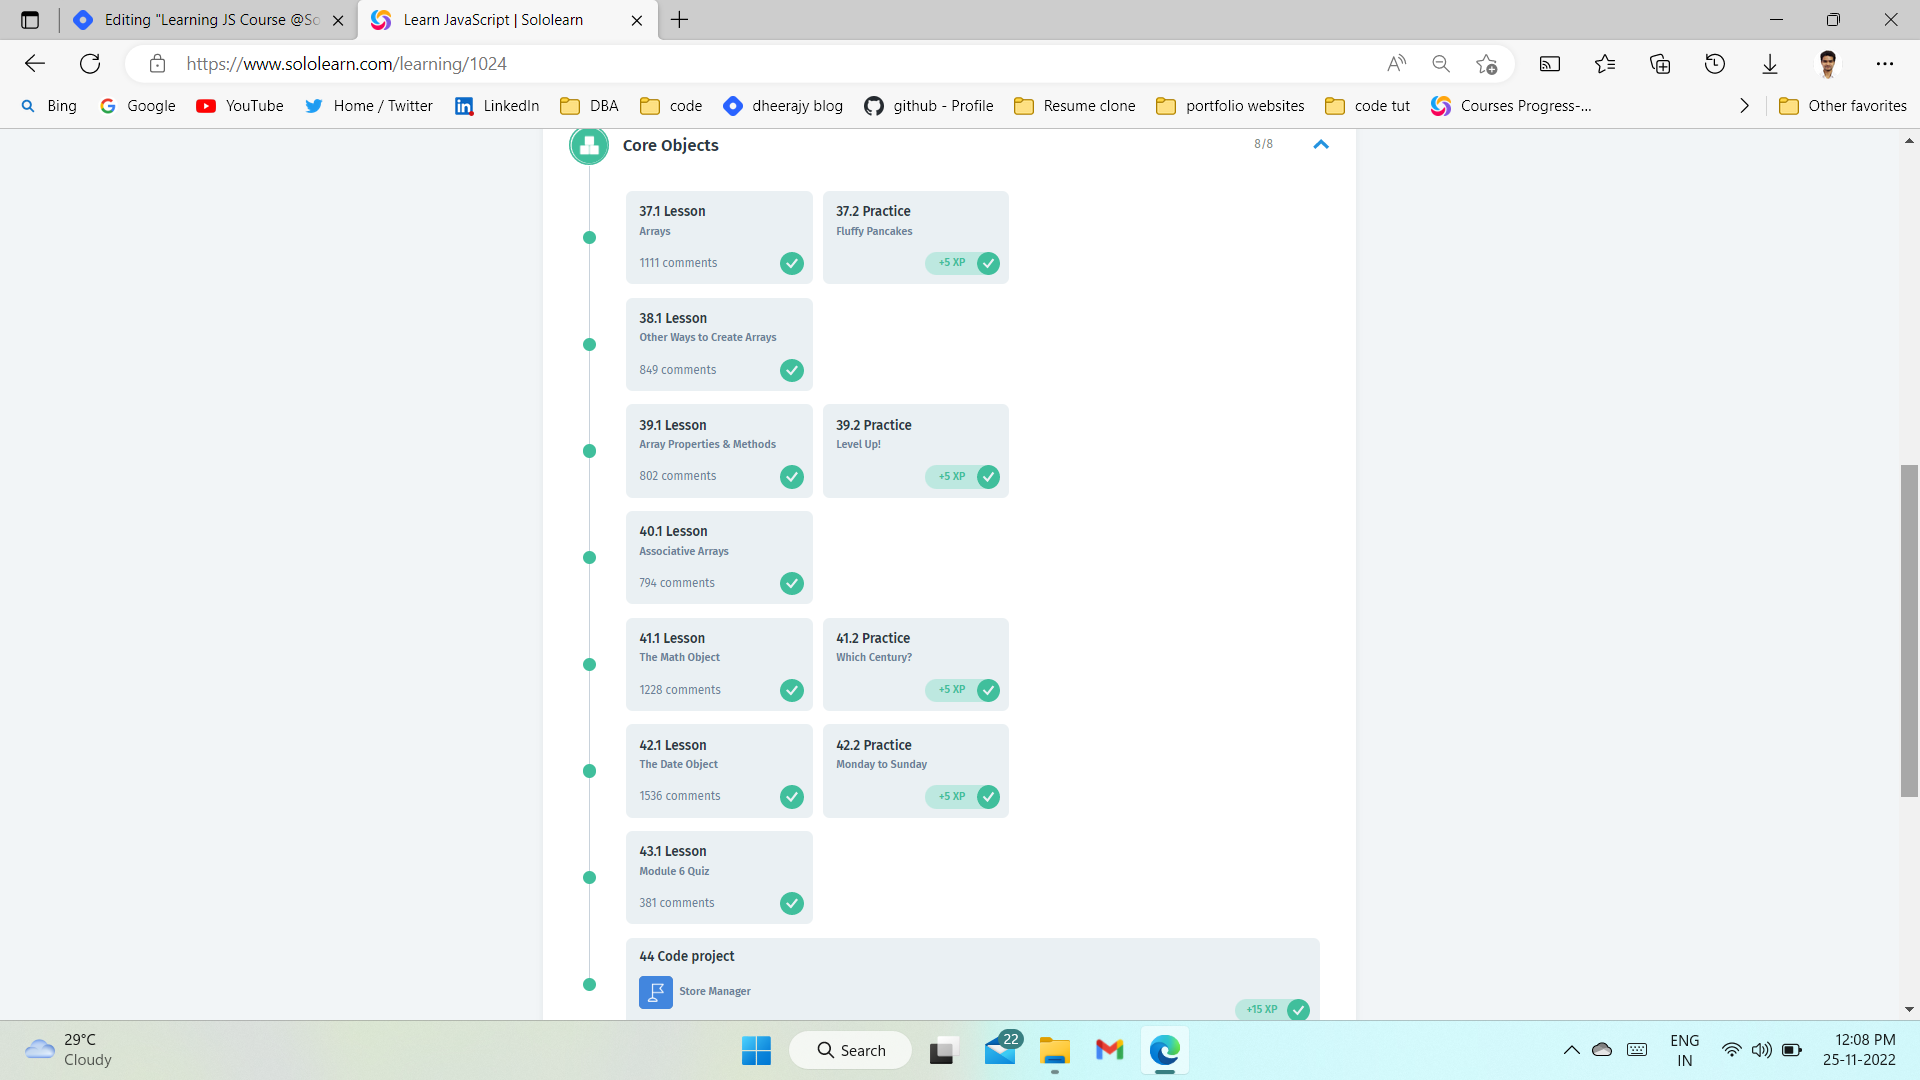 Editing "Learning JS Course @So
Learn JavaScript | Sololearn
https://www.sololearn.com/learning/1024
Bing
Google
YouTube
Home / Twitter
LinkedIn
DBA
code
dheerajy blog
github - Profile
Resume clone
portfolio websites
code tut
Courses Progress-...
Other favorites
Core Objects
8/8
37.1 Lesson
Arrays
1111 comments
37.2 Practice
Fluffy Pancakes
+5 XP
38.1 Lesson
Other Ways to Create Arrays
849 comments
39.1 Lesson
Array Properties & Methods
802 comments
39.2 Practice
Level Up!
+5 XP
40.1 Lesson
Associative Arrays
794 comments
41.1 Lesson
The Math Object
1228 comments
41.2 Practice
Which Century?
+5 XP
42.1 Lesson
The Date Object
1536 comments
42.2 Practice
Monday to Sunday
+5 XP
43.1 Lesson
Module 6 Quiz
381 comments
44 Code project
Store Manager
+15 XP
29°C
Cloudy
Search
22
ENG
IN
12:08 PM
25-11-2022